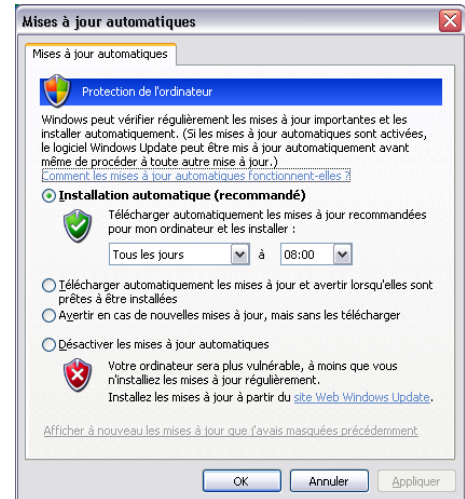 Mises à jour automatiques
Mises à jour automatiques
Protection de l'ordinateur
Windows peut vérifier régulièrement les mises à jour importantes et les
installer automatiquement. (Si les mises à jour automatiques sont activées,
le logiciel Windows Update peut être mis à jour automatiquement avant
même de procéder à toute autre mise à jour.)
Comment les mises à jour automatiques fonctionnent-elles ?
Installation automatique (recommandé)
Télécharger automatiquement les mises à jour recommandées
pour mon ordinateur et les installer :
Tous les jours à 08:00
Télécharger automatiquement les mises à jour et avertir lorsqu'elles sont
prêtes à être installées
Avertir en cas de nouvelles mises à jour, mais sans les télécharger
Désactiver les mises à jour automatiques
Votre ordinateur sera plus vulnérable, à moins que vous
n'installiez les mises à jour régulièrement.
Installez les mises à jour à partir du site Web Windows Update.
Afficher à nouveau les mises à jour que j'avais masquées précédemment
OK Annuler Appliquer